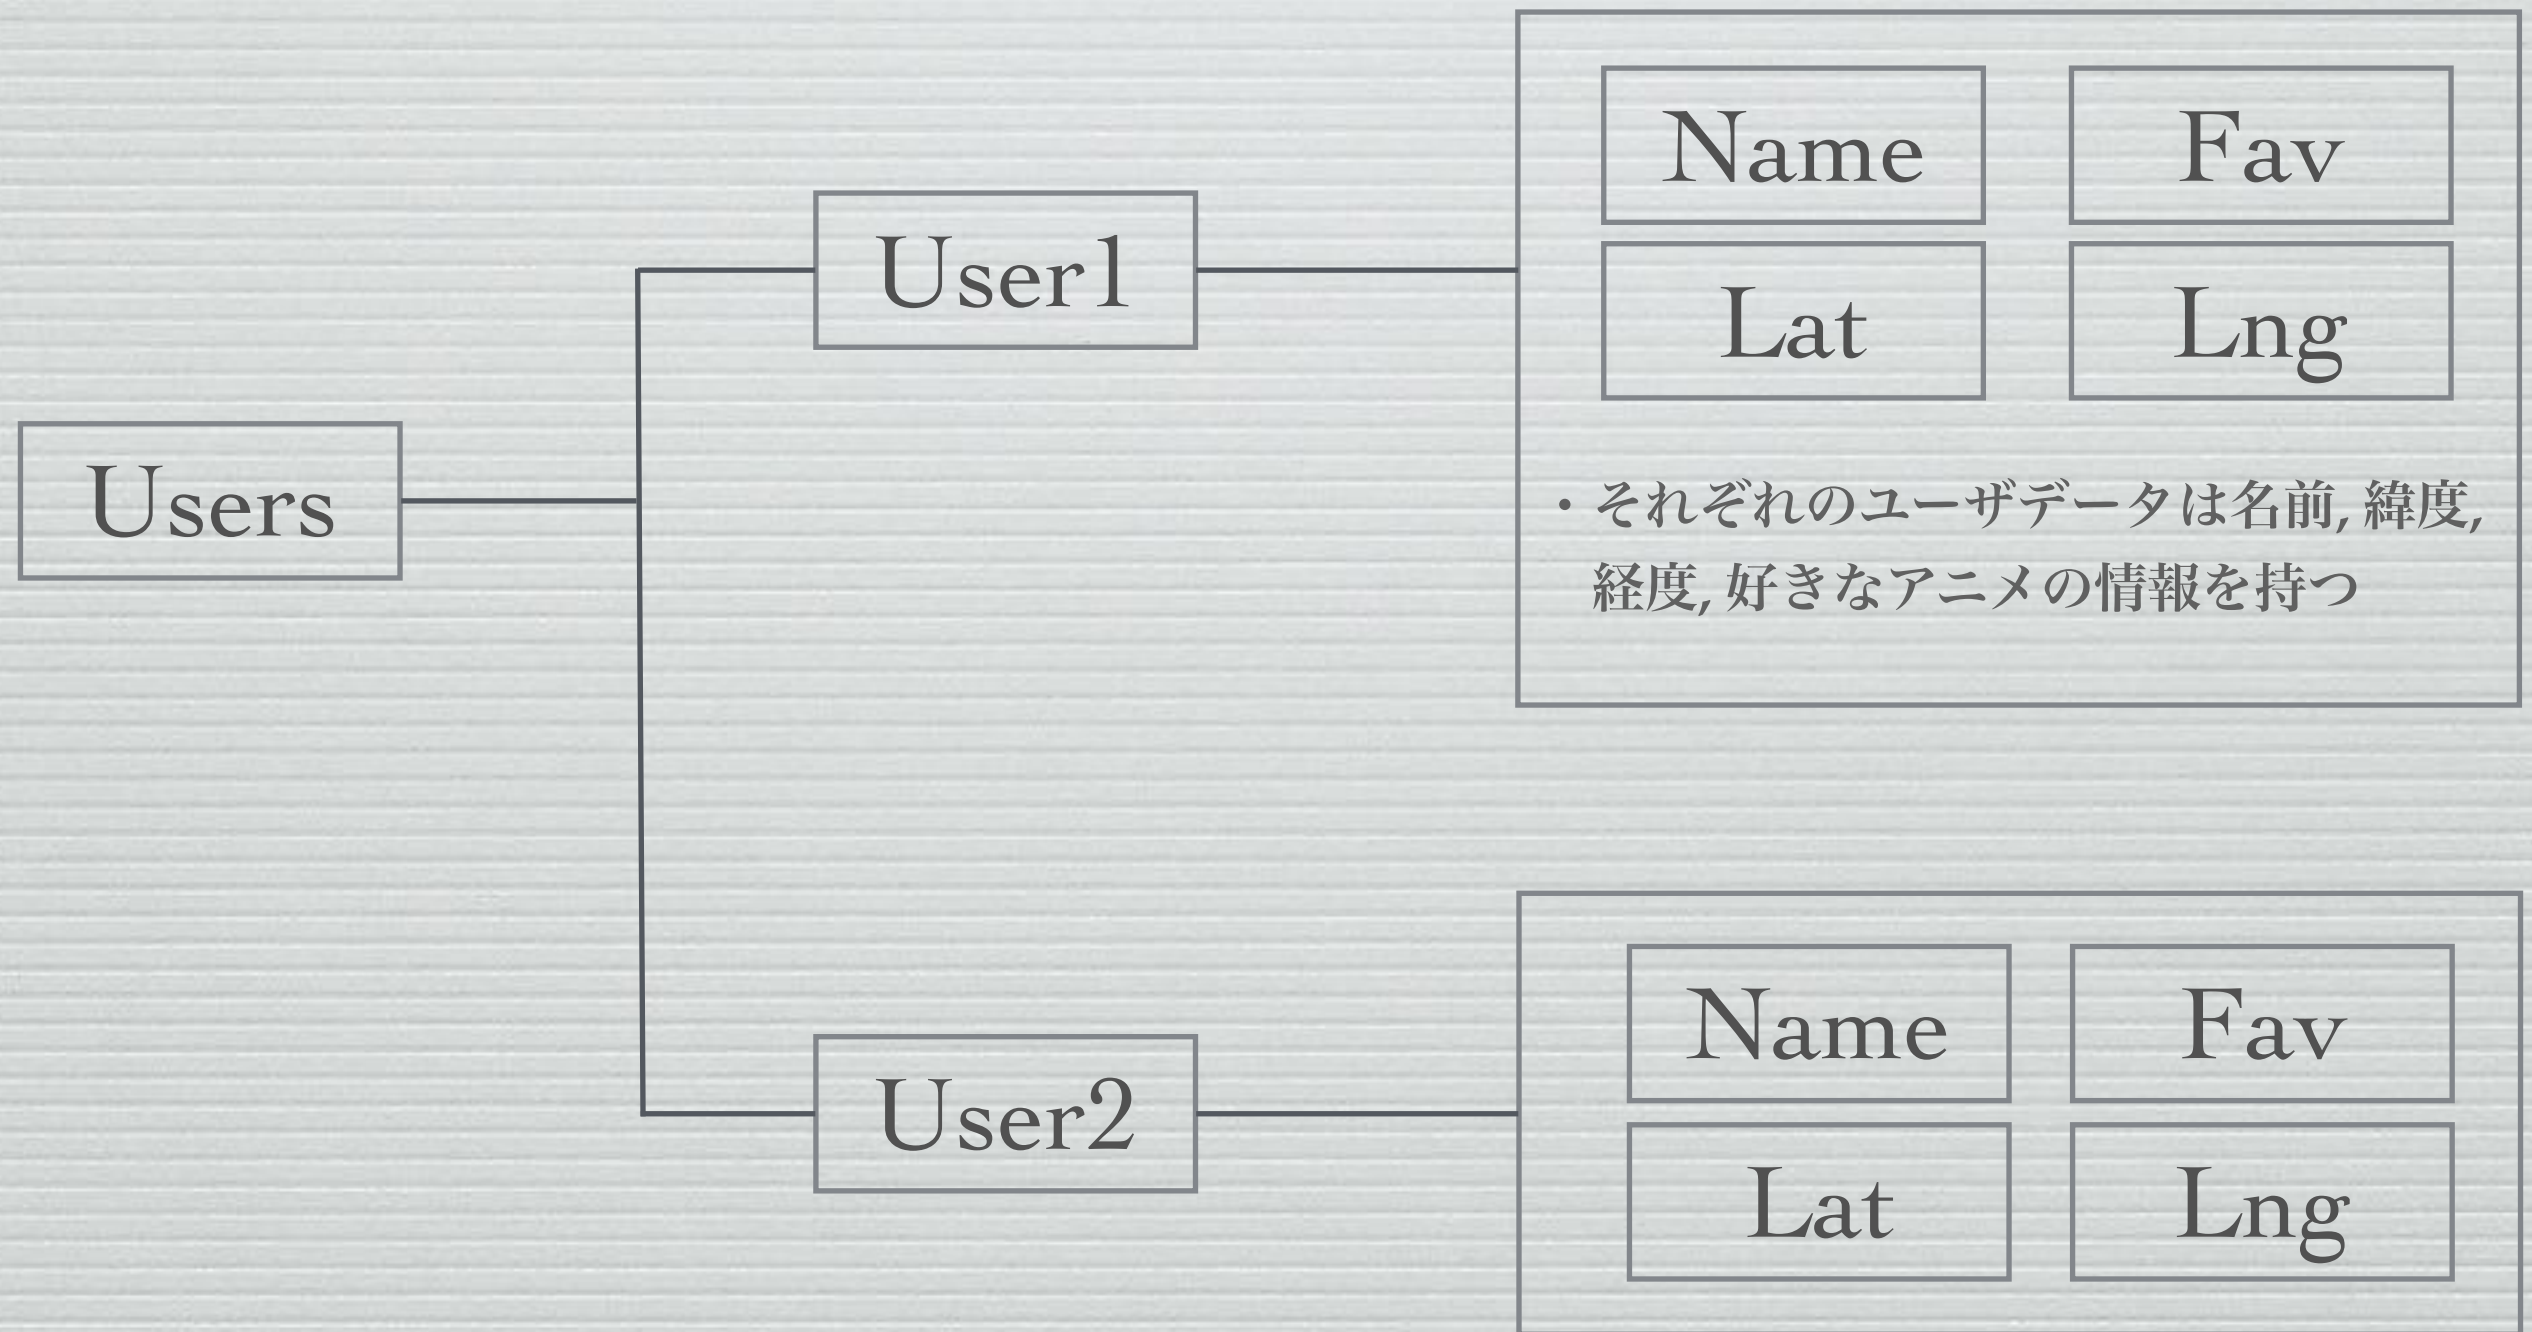 Users
User1
Name
Fav
Lat
Lng
・それぞれのユーザデータは名前, 緯度,
経度, 好きなアニメの情報を持つ
User2
Name
Fav
Lat
Lng